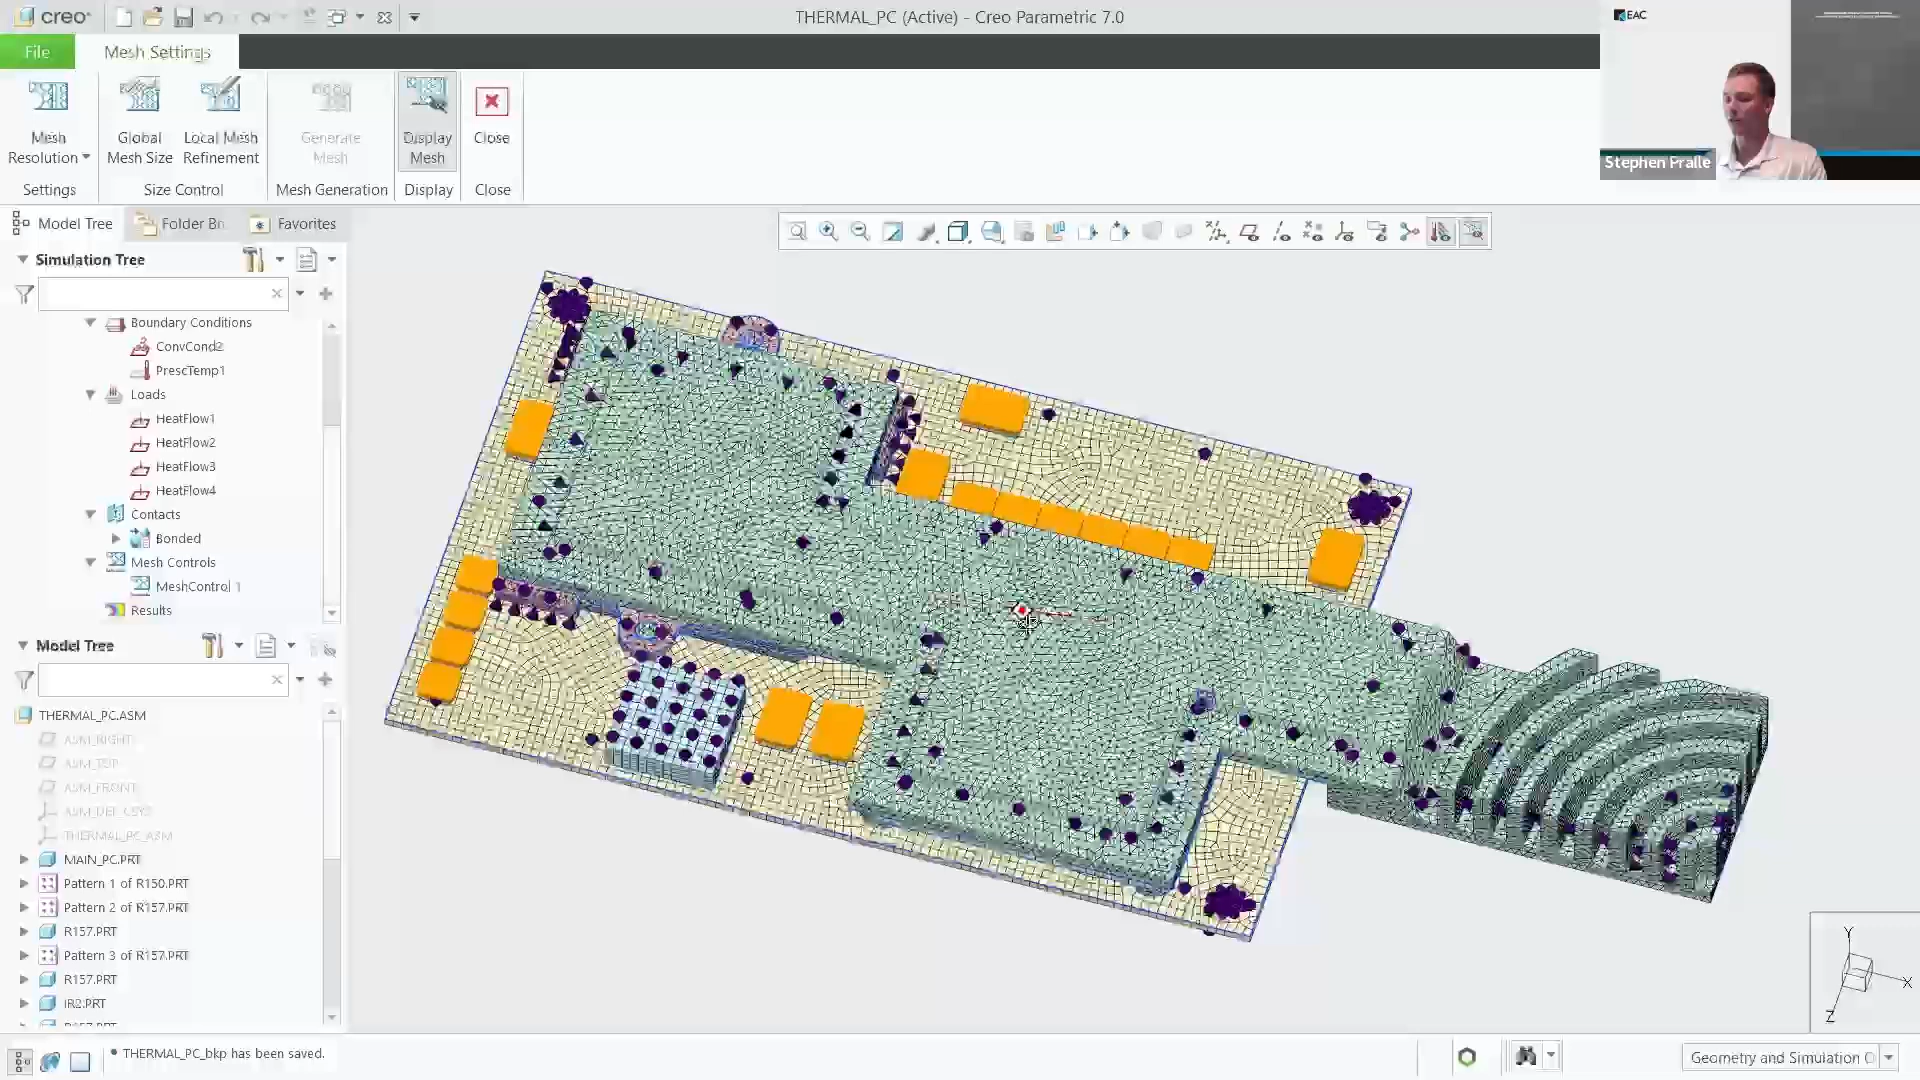 creo
THERMAL_PC (Active) - Creo Parametric 7.0
EAC
File
Mesh Settings
Mesh
Resolution
Global
Mesh Size
Local Mesh
Refinement
Generate
Mesh
Display
Mesh
Close
Settings
Size Control
Mesh Generation
Display
Close
Stephen Pralle
Model Tree
Folder Br
Favorites
Simulation Tree
Boundary Conditions
ConvCond2
PrescTemp1
Loads
HeatFlow1
HeatFlow2
HeatFlow3
HeatFlow4
Contacts
Bonded
Mesh Controls
MeshControl 1
Results
Model Tree
THERMAL_PC.ASM
ASM_RIGHT
ASM_TOP
ASM_FRONT
ASM_DEF_CSYS
THERMAL_PC_ASM
MAIN_PC.PRT
Pattern 1 of R150.PRT
Pattern 2 of R157.PRT
R157.PRT
Pattern 3 of R157.PRT
R157.PRT
IR2.PRT
R157.PRT
Y
X
Z
• THERMAL_PC_bkp has been saved.
Geometry and Simulation O